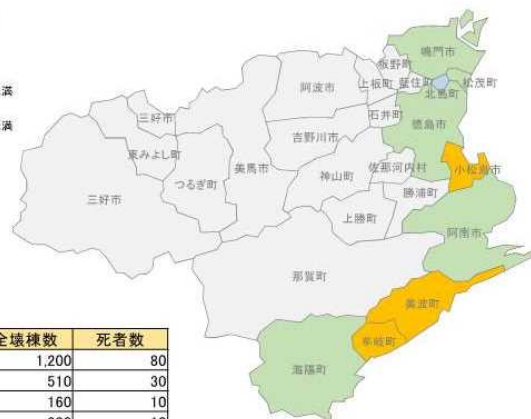 満
満
鳴門市
板野町
上板町
藍住町
松茂町
北島町
阿波市
石井町
徳島市
三好市
吉野川市
東みよし町
美馬市
つるぎ町
神山町
佐那河内村
小松島市
三好市
勝浦町
上勝町
阿南市
那賀町
美波町
牟岐町
海陽町
全壊棟数 死者数
1,200 80
510 30
160 10